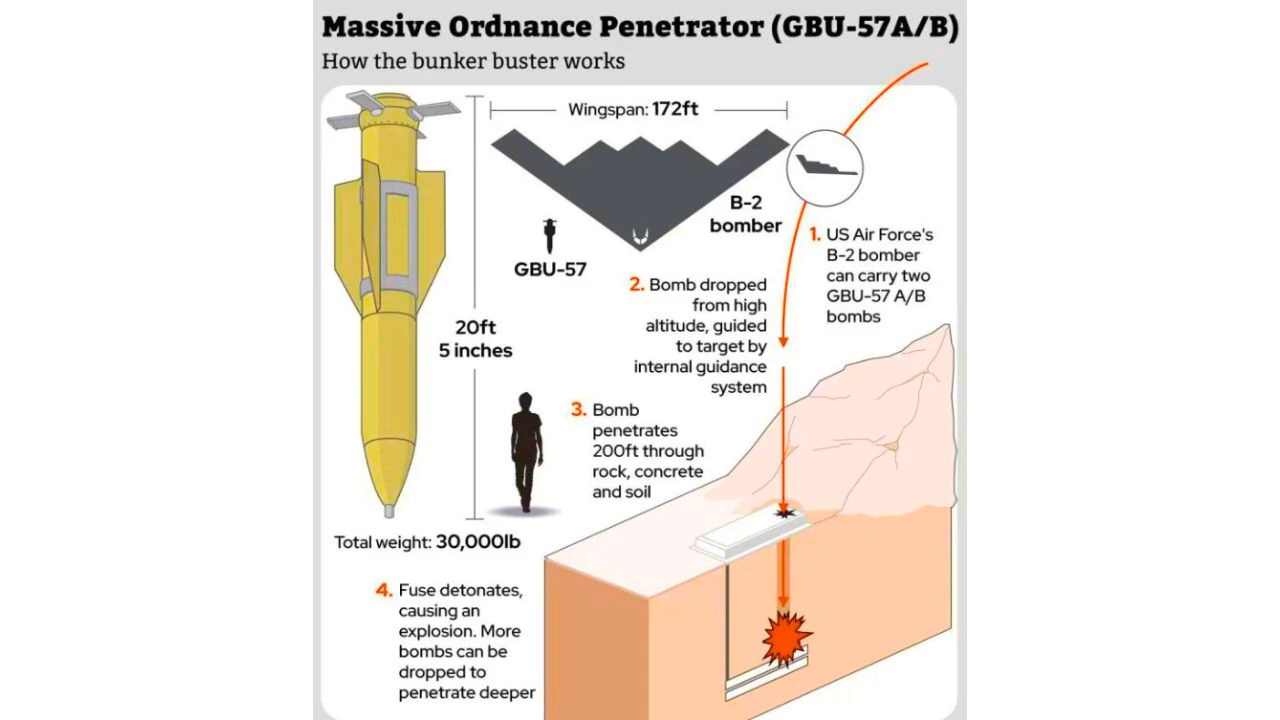 Massive Ordnance Penetrator (GBU-57A/B)
How the bunker buster works
Wingspan: 172ft
B-2
bomber
GBU-57
20ft
5 inches
Total weight: 30,000lb
1. US Air Force's
B-2 bomber
can carry two
GBU-57 A/B
bombs
2. Bomb dropped
from high
altitude, guided
to target by
internal guidance
system
3. Bomb
penetrates
200ft through
rock, concrete
and soil
4. Fuse detonates,
causing an
explosion. More
bombs can be
dropped to
penetrate deeper